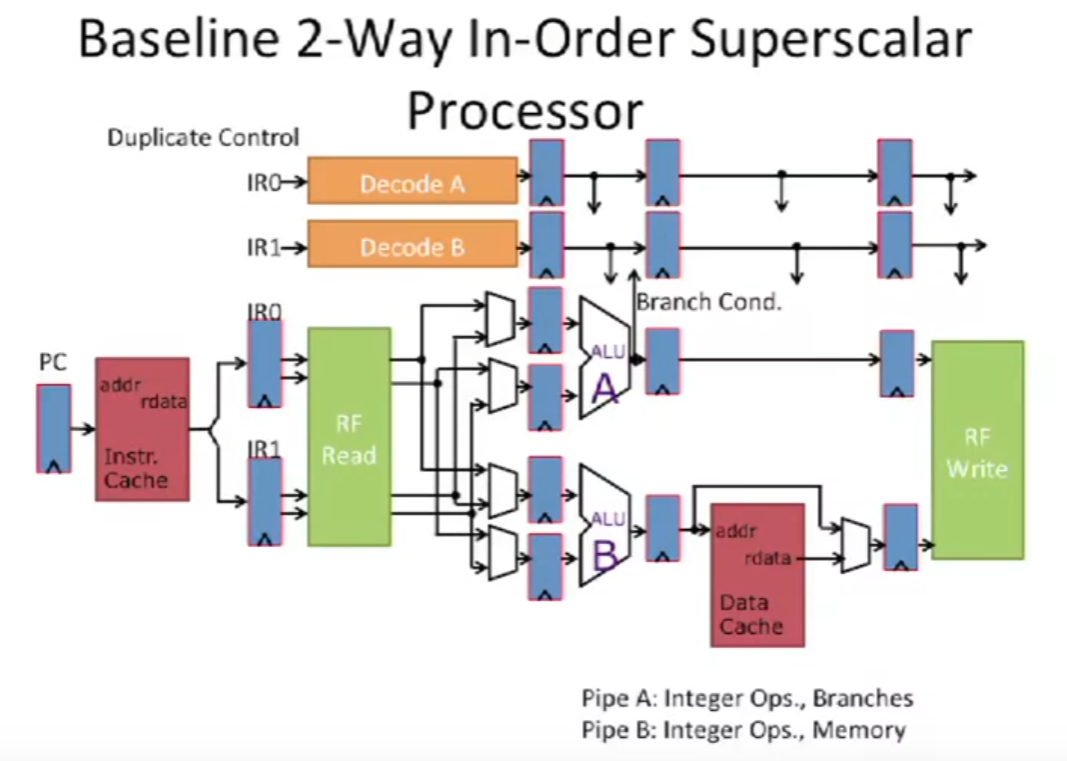 Baseline 2-Way In-Order Superscalar
Processor
Duplicate Control
IR0
Decode A
IR1
Decode B
Branch Cond.
IR0
PC
addr
rdata
Instr.
Cache
IR1
RF
Read
ALU
A
ALU
B
addr
rdata
Data
Cache
RF
Write
Pipe A: Integer Ops., Branches
Pipe B: Integer Ops., Memory